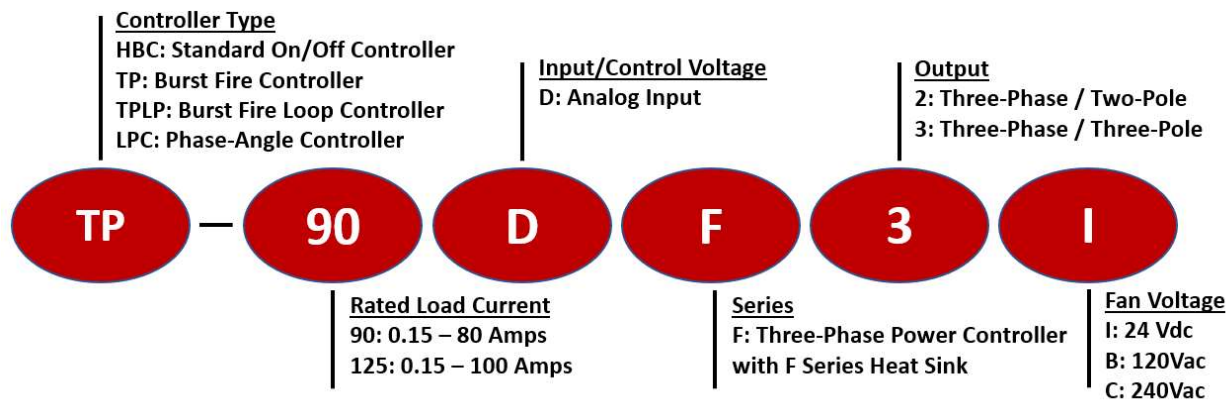 Controller Type
HBC: Standard On/Off Controller
TP: Burst Fire Controller
TPLP: Burst Fire Loop Controller
LPC: Phase-Angle Controller
Input/Control Voltage
D: Analog Input
Output
2: Three-Phase / Two-Pole
3: Three-Phase / Three-Pole
TP – 90 D F 3 I
Rated Load Current
90: 0.15 – 80 Amps
125: 0.15 – 100 Amps
Series
F: Three-Phase Power Controller
with F Series Heat Sink
Fan Voltage
I: 24 Vdc
B: 120Vac
C: 240Vac